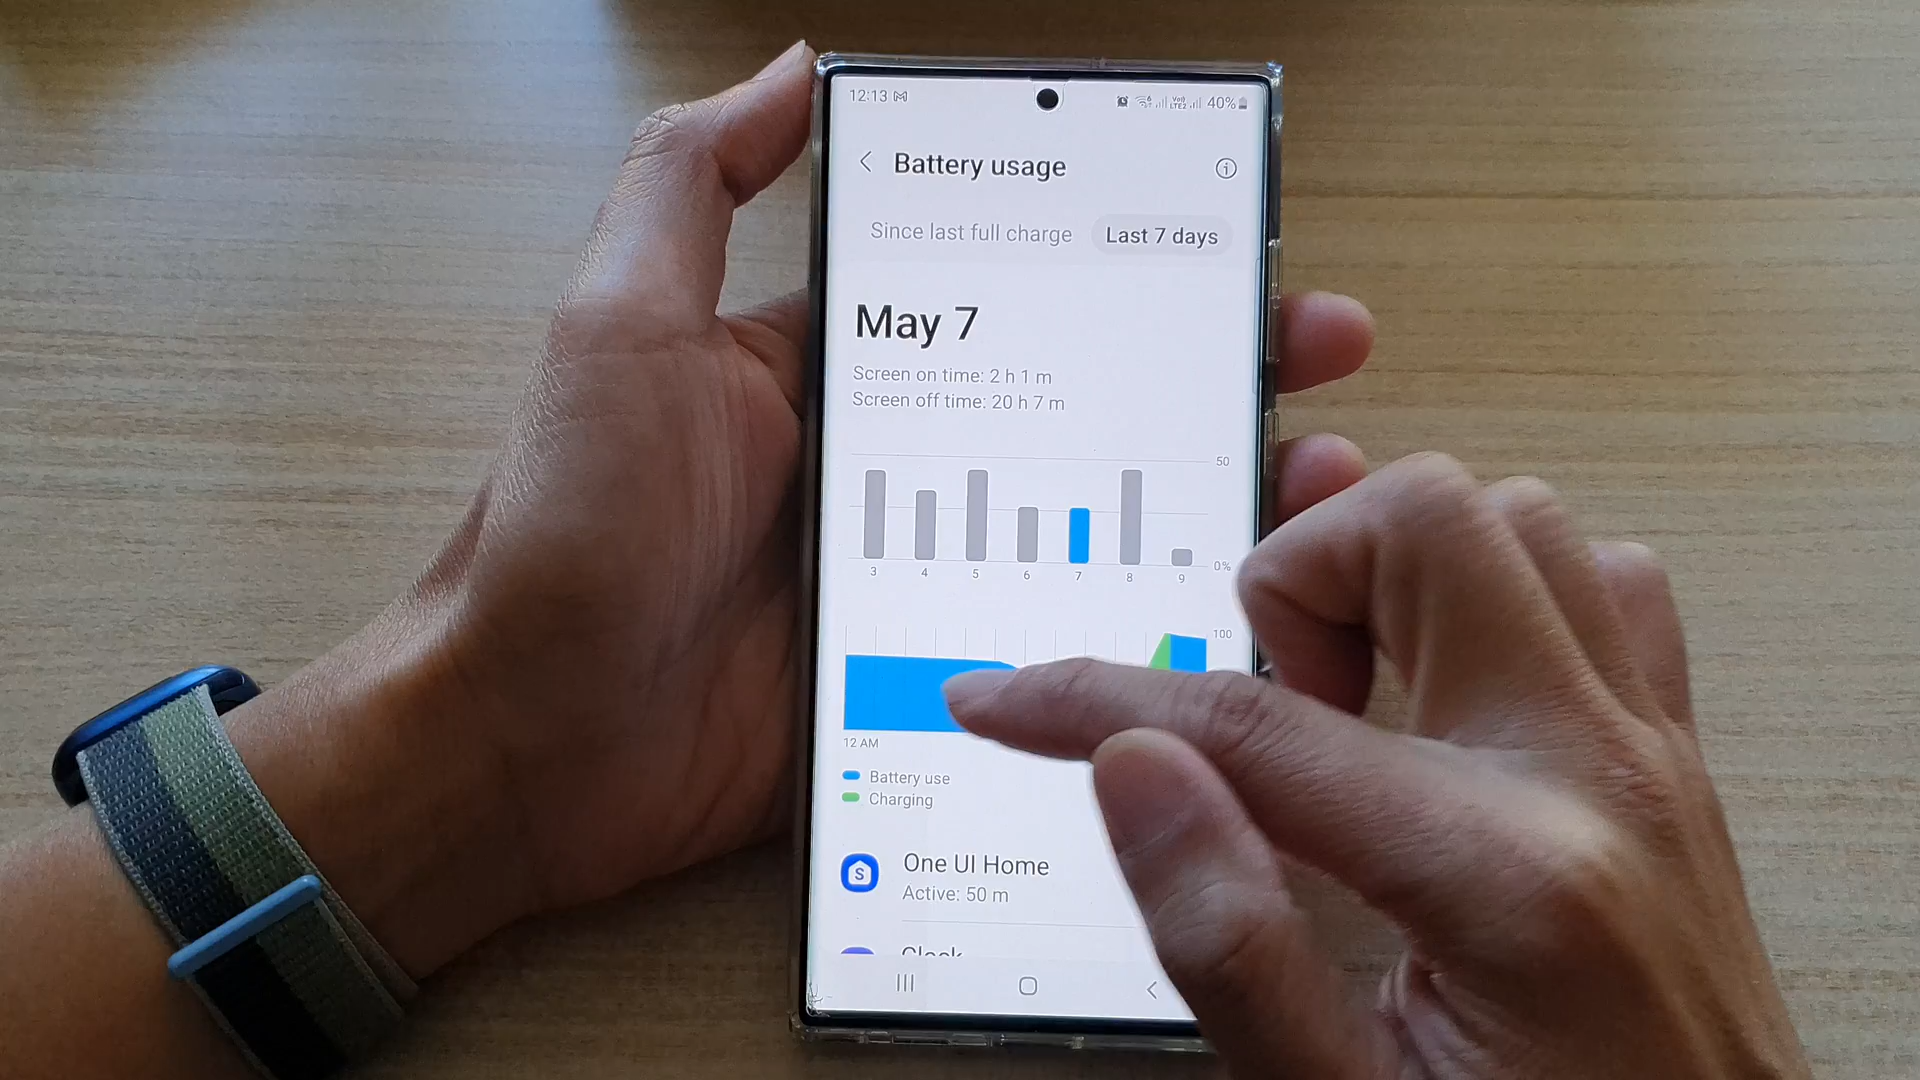 12:13 40%
Battery usage
Since last full charge Last 7 days
May 7
Screen on time: 2 h 1 m
Screen off time: 20 h 7 m
50
0%
3 4 5 6 7 8 9
100
12 AM
Battery use
Charging
One UI Home
Active: 50 m
Clock